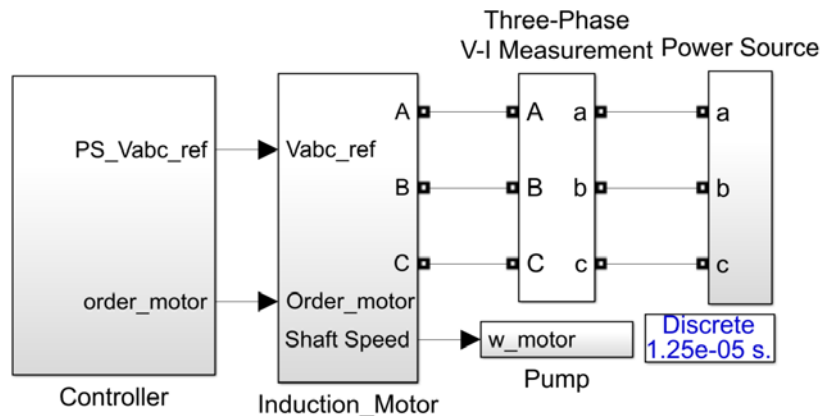 Three-Phase
V-I Measurement
Power Source
PS_Vabc_ref
order_motor
Controller
A
B
C
Vabc_ref
Order_motor
Shaft Speed
Induction_Motor
A
B
C
a
b
c
a
b
c
w_motor
Pump
Discrete
1.25e-05 s.